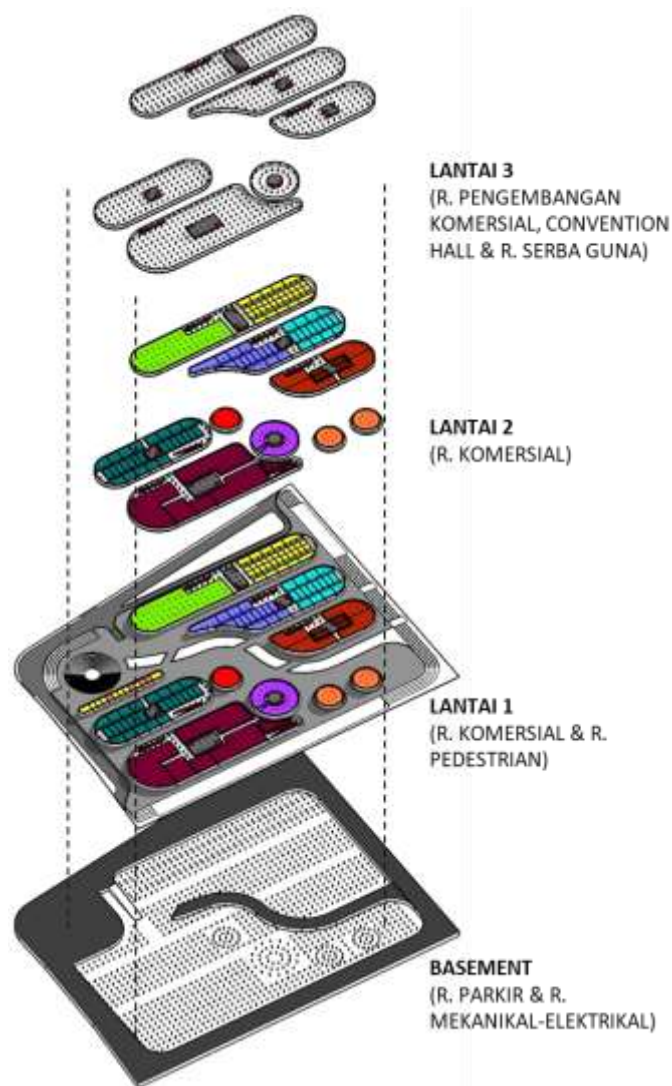 LANTAI 3
(R. PENGEMBANGAN
KOMERSIAL, CONVENTION
HALL & R. SERBA GUNA)
LANTAI 2
(R. KOMERSIAL)
LANTAI 1
(R. KOMERSIAL & R.
PEDESTRIAN)
BASEMENT
(R. PARKIR & R.
MEKANIKAL-ELEKTRIKAL)